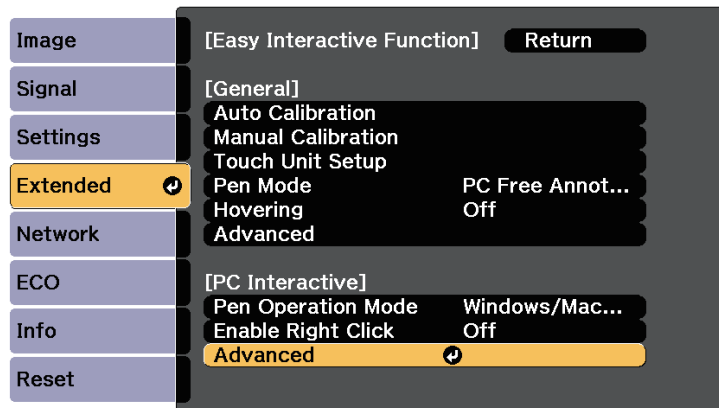 Image
Signal
Settings
Extended
Network
ECO
Info
Reset
[Easy Interactive Function] Return
[General]
Auto Calibration
Manual Calibration
Touch Unit Setup
Pen Mode PC Free Annot...
Hovering Off
Advanced
[PC Interactive]
Pen Operation Mode Windows/Mac...
Enable Right Click Off
Advanced